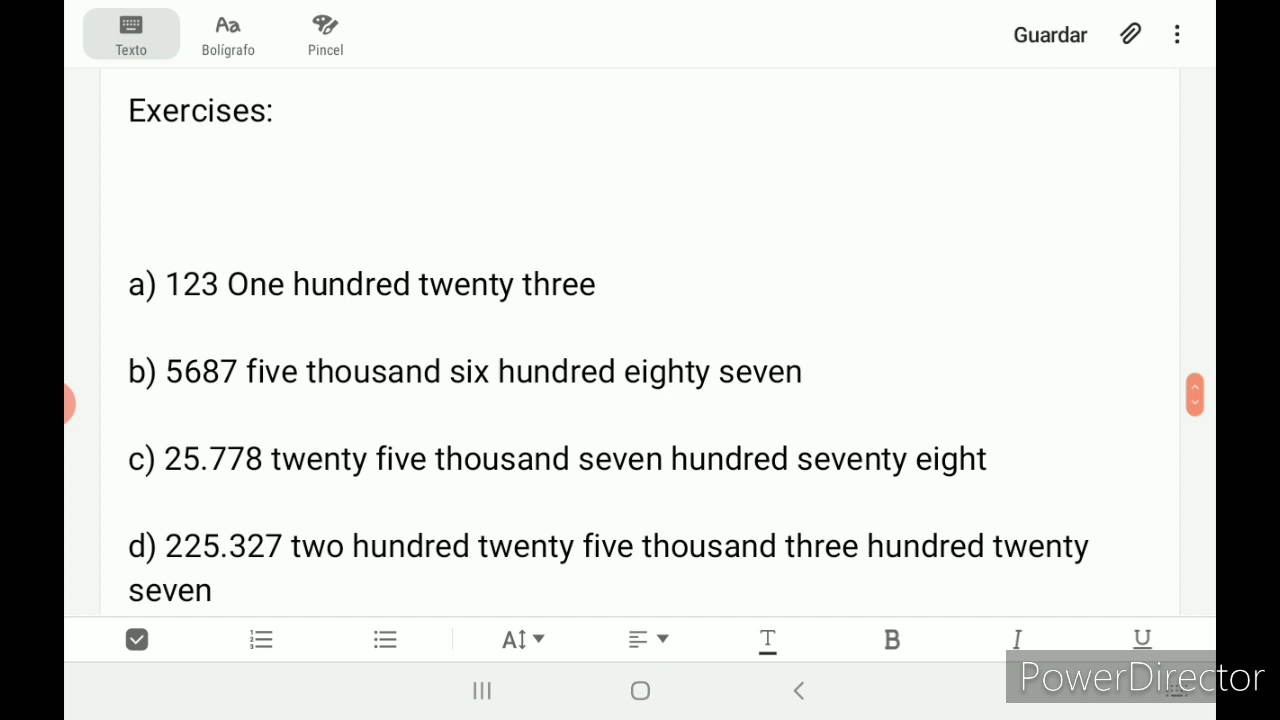 Texto
Aa
Bolígrafo
Pincel
Guardar
Exercises:
a) 123 One hundred twenty three
b) 5687 five thousand six hundred eighty seven
c) 25.778 twenty five thousand seven hundred seventy eight
d) 225.327 two hundred twenty five thousand three hundred twenty
seven
A
T
B
I
U
PowerDirector